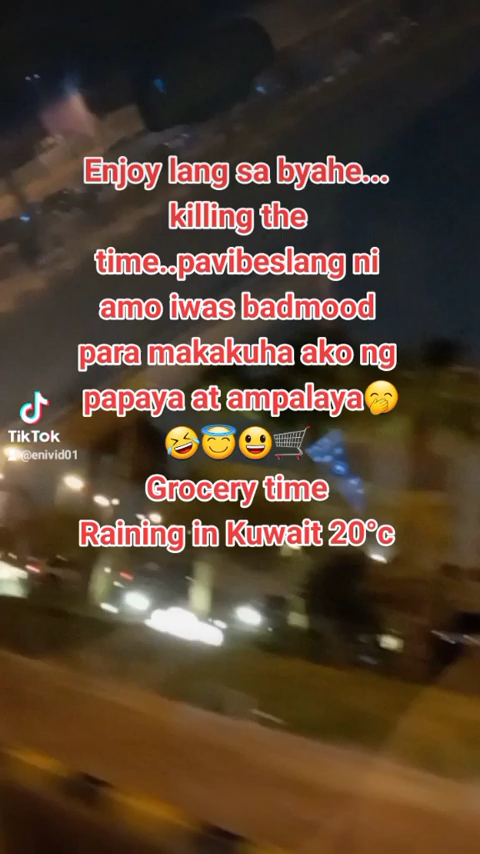 Enjoy lang sa byahe...
killing the
time..pavibeslang ni
amo iwas badmood
para makakuha ako ng
papaya at ampalaya🤭
🤣😇😃🛒
Grocery time
Raining in Kuwait 20°c
TikTok
@enivid01